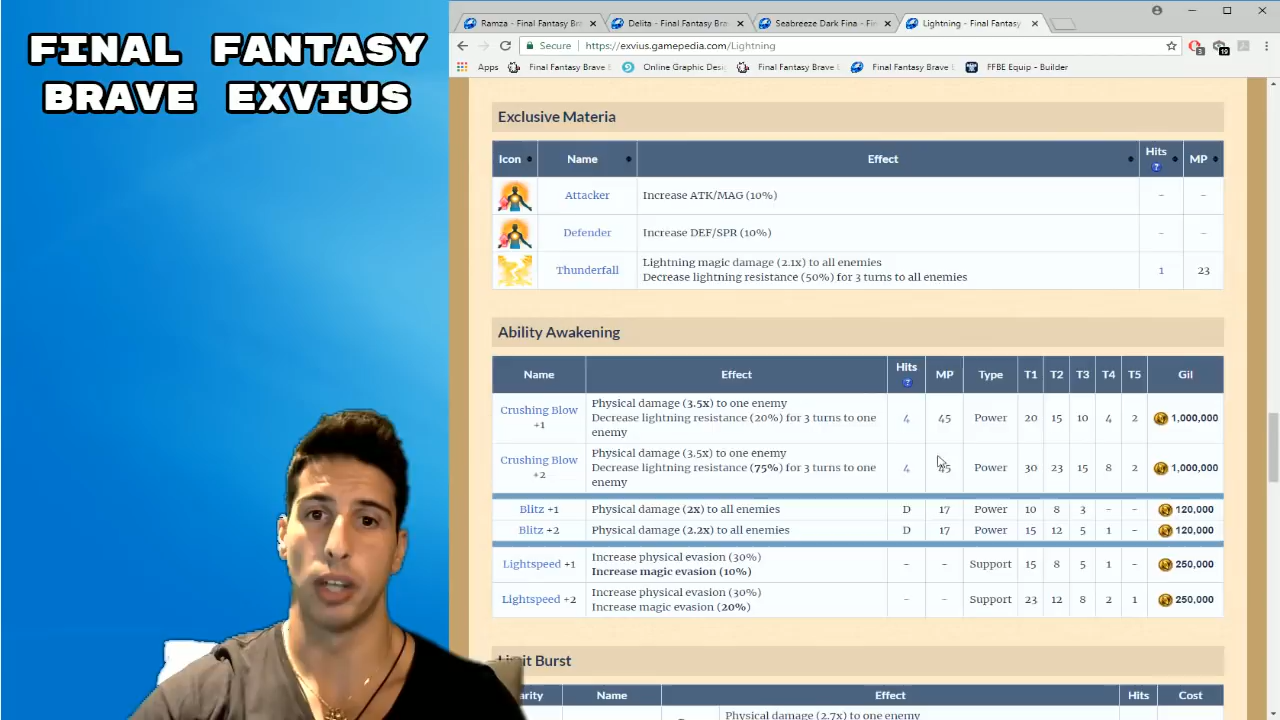 FINAL FANTASY
BRAVE EXVIUS
Ramza - Final Fantasy Bra
Delita - Final Fantasy Brav
Seabreeze Dark Fina - Fin
Lightning - Final Fantasy
Secure
https://exvius.gamepedia.com/Lightning
Apps
Final Fantasy Brave E
Online Graphic Desi
Final Fantasy Brave
Final Fantasy Brave
FFBE Equip - Builder
Exclusive Materia
Icon Name Effect Hits MP
Attacker Increase ATK/MAG (10%) - -
Defender Increase DEF/SPR (10%) - -
Thunderfall Lightning magic damage (2.1x) to all enemies
Decrease lightning resistance (50%) for 3 turns to all enemies 1 23
Ability Awakening
Name Effect Hits MP Type T1 T2 T3 T4 T5 Gil
Crushing Blow +1 Physical damage (3.5x) to one enemy
Decrease lightning resistance (20%) for 3 turns to one
enemy 4 45 Power 20 15 10 4 2 1,000,000
Crushing Blow +2 Physical damage (3.5x) to one enemy
Decrease lightning resistance (75%) for 3 turns to one
enemy 4 45 Power 30 23 15 8 2 1,000,000
Blitz +1 Physical damage (2x) to all enemies D 17 Power 10 8 3 - - 120,000
Blitz +2 Physical damage (2.2x) to all enemies D 17 Power 15 12 5 1 - 120,000
Lightspeed +1 Increase physical evasion (30%)
Increase magic evasion (10%) - - Support 15 8 5 1 - 250,000
Lightspeed +2 Increase physical evasion (30%)
Increase magic evasion (20%) - - Support 23 12 8 2 1 250,000
Limit Burst
Rarity Name Effect Hits Cost
Physical damage (2.7x) to one enemy